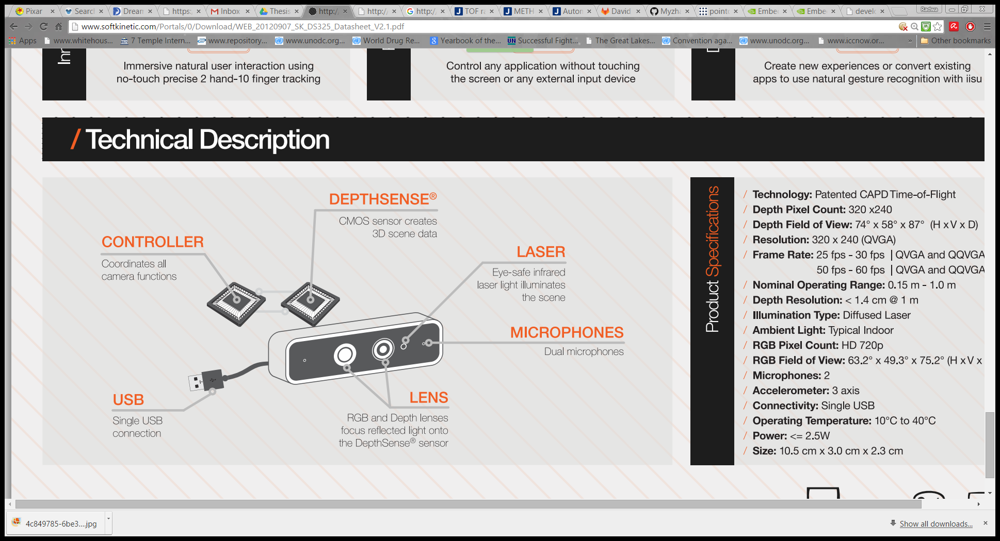 Pixar
Search
Dream
https:
M Inbox
Thesis
http:/
http:/
http:/
TOF ra
METH
Auton
David
Myzha
point
Embe
Embe
develo
Radwa
www.softkinetic.com/Portals/0/Download/WEB_20120907_SK_DS325_Datasheet_V2.1.pdf
Apps
www.whitehous...
7 Temple Intern...
www.repository...
www.unodc.org...
World Drug Re...
Yearbook of the...
UN Successful Fight...
The Great Lakes...
Convention aga...
www.unodc.org...
www.iccnow.or...
» Other bookmarks
Immersive natural user interaction using
no-touch precise 2 hand-10 finger tracking
Control any application without touching
the screen or any external input device
Create new experiences or convert existing
apps to use natural gesture recognition with iisu
/ Technical Description
DEPTHSENSE®
CMOS sensor creates
3D scene data
CONTROLLER
Coordinates all
camera functions
LASER
Eye-safe infrared
laser light illuminates
the scene
MICROPHONES
Dual microphones
USB
Single USB
connection
LENS
RGB and Depth lenses
focus reflected light onto
the DepthSense® sensor
Product Specifications
/ Technology: Patented CAPD Time-of-Flight
/ Depth Pixel Count: 320 x240
/ Depth Field of View: 74° x 58° x 87° (H x V x D)
/ Resolution: 320 x 240 (QVGA)
/ Frame Rate: 25 fps - 30 fps | QVGA and QQVGA
50 fps - 60 fps | QVGA and QQVGA
/ Nominal Operating Range: 0.15 m - 1.0 m
/ Depth Resolution: < 1.4 cm @ 1 m
/ Illumination Type: Diffused Laser
/ Ambient Light: Typical Indoor
/ RGB Pixel Count: HD 720p
/ RGB Field of View: 63.2° x 49.3° x 75.2° (H x V x
/ Microphones: 2
/ Accelerometer: 3 axis
/ Connectivity: Single USB
/ Operating Temperature: 10°C to 40°C
/ Power: <= 2.5W
/ Size: 10.5 cm x 3.0 cm x 2.3 cm
4c849785-6be3....jpg
Show all downloads...